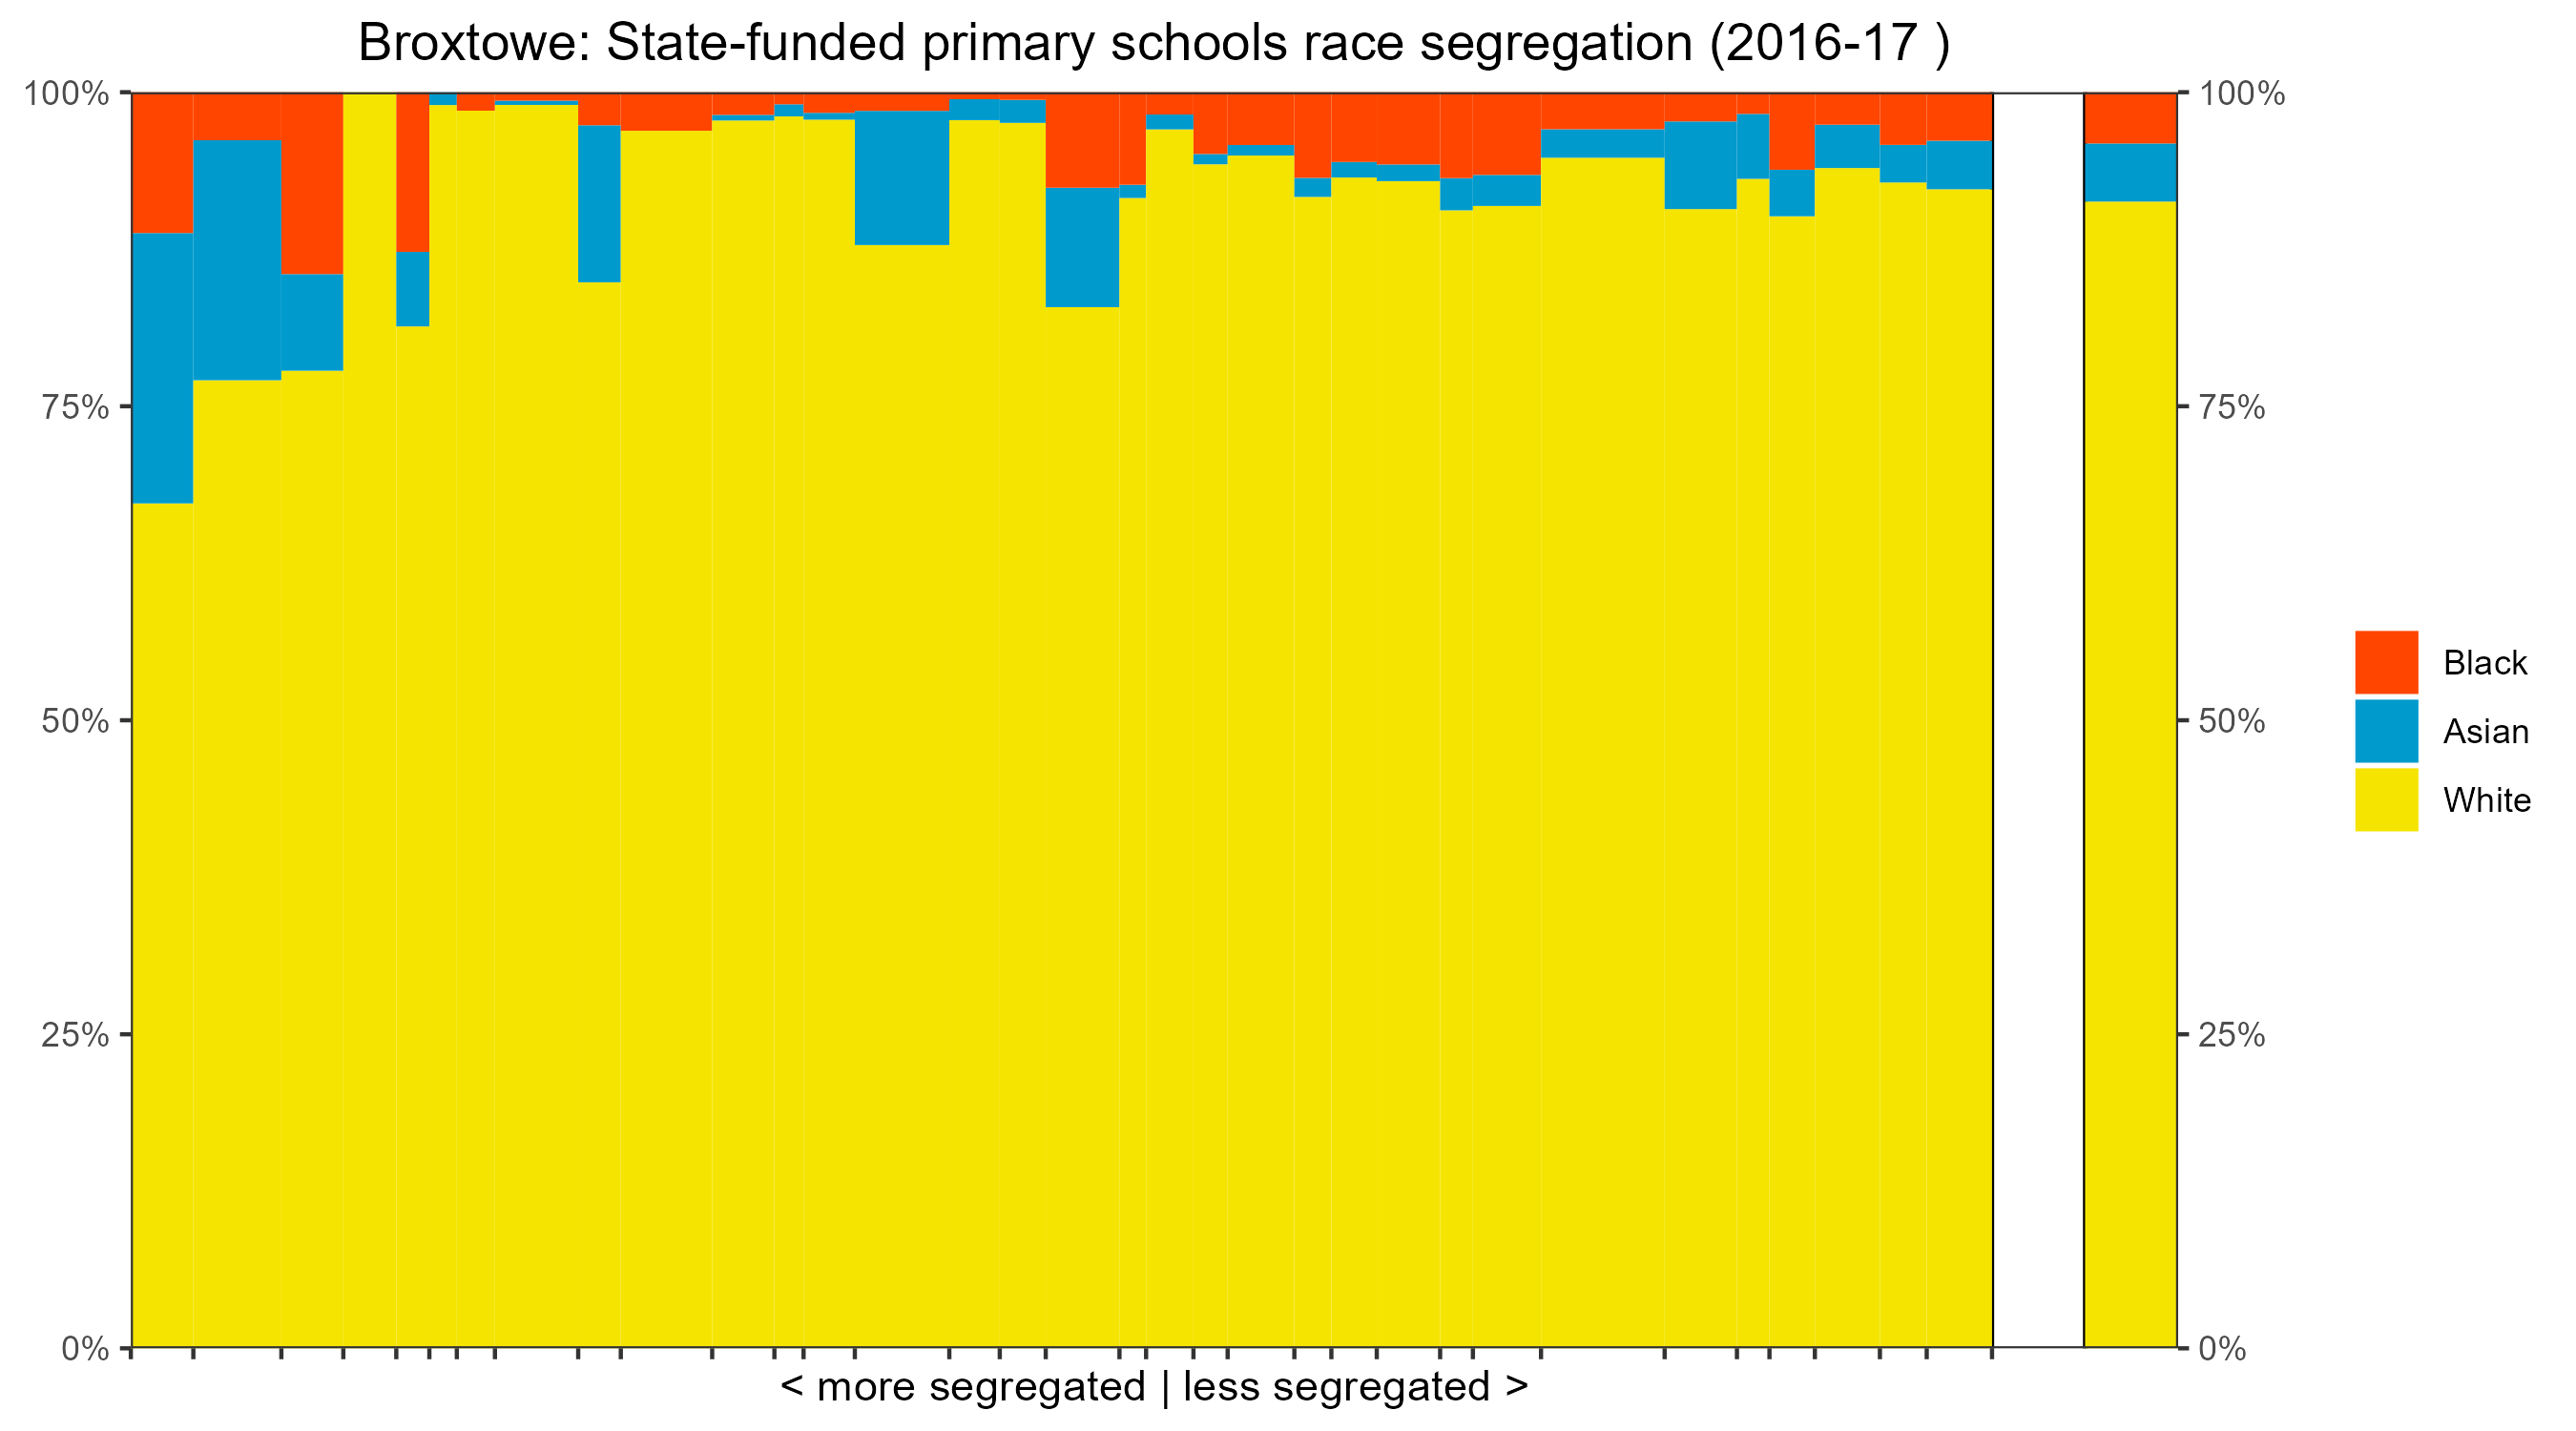 Broxtowe: State-funded primary schools race segregation (2016-17 )
100%
75%
50%
25%
0%
100%
75%
50%
25%
0%
Black
Asian
White
< more segregated | less segregated >